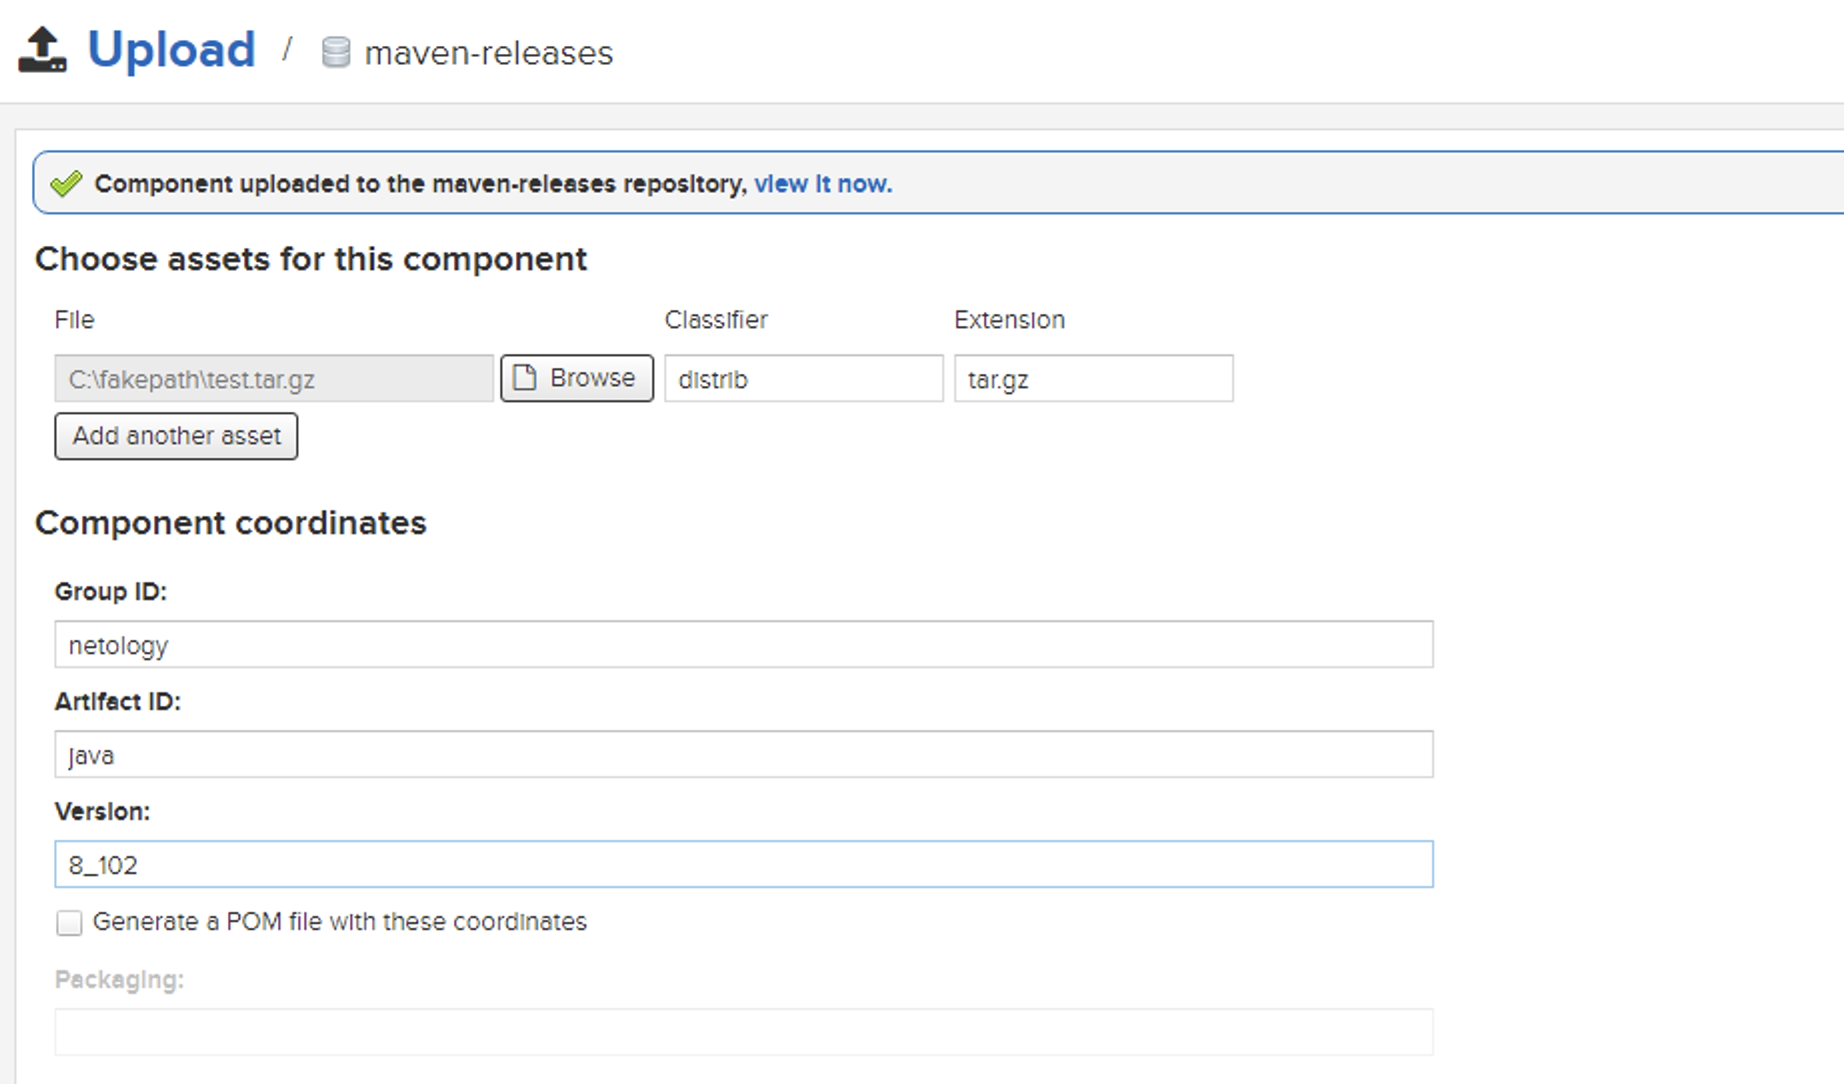 Upload / maven-releases
Component uploaded to the maven-releases repository, view it now.
Choose assets for this component
File Classifier Extension
C:\fakepath\test.tar.gz Browse distrib tar.gz
Add another asset
Component coordinates
Group ID:
netology
Artifact ID:
java
Version:
8_102
Generate a POM file with these coordinates
Packaging: